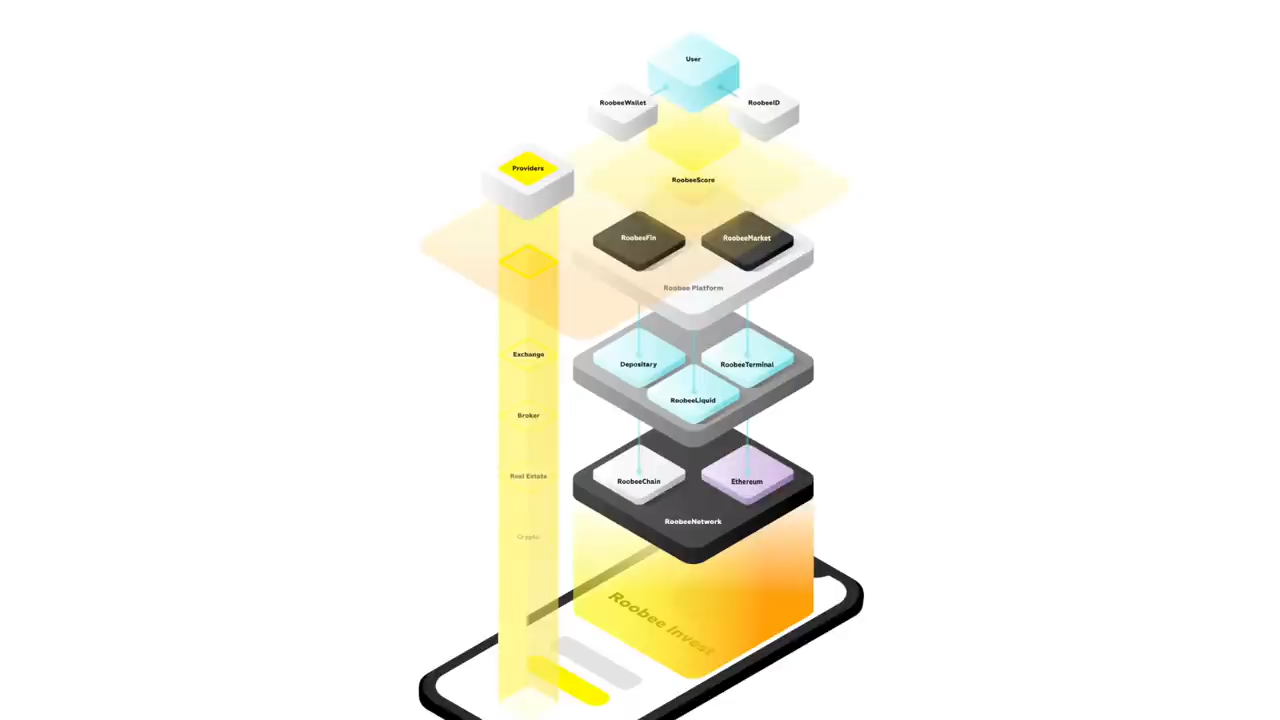 User
RoobeeWallet
RoobeeID
Providers
RoobeeScore
RoobeeFin
RoobeeMarket
Roobee Platform
Exchange
Depositary
RoobeeTerminal
RoobeeLiquid
Broker
Real Estate
RoobeeChain
Ethereum
RoobeeNetwork
Crypto
Roobee Invest